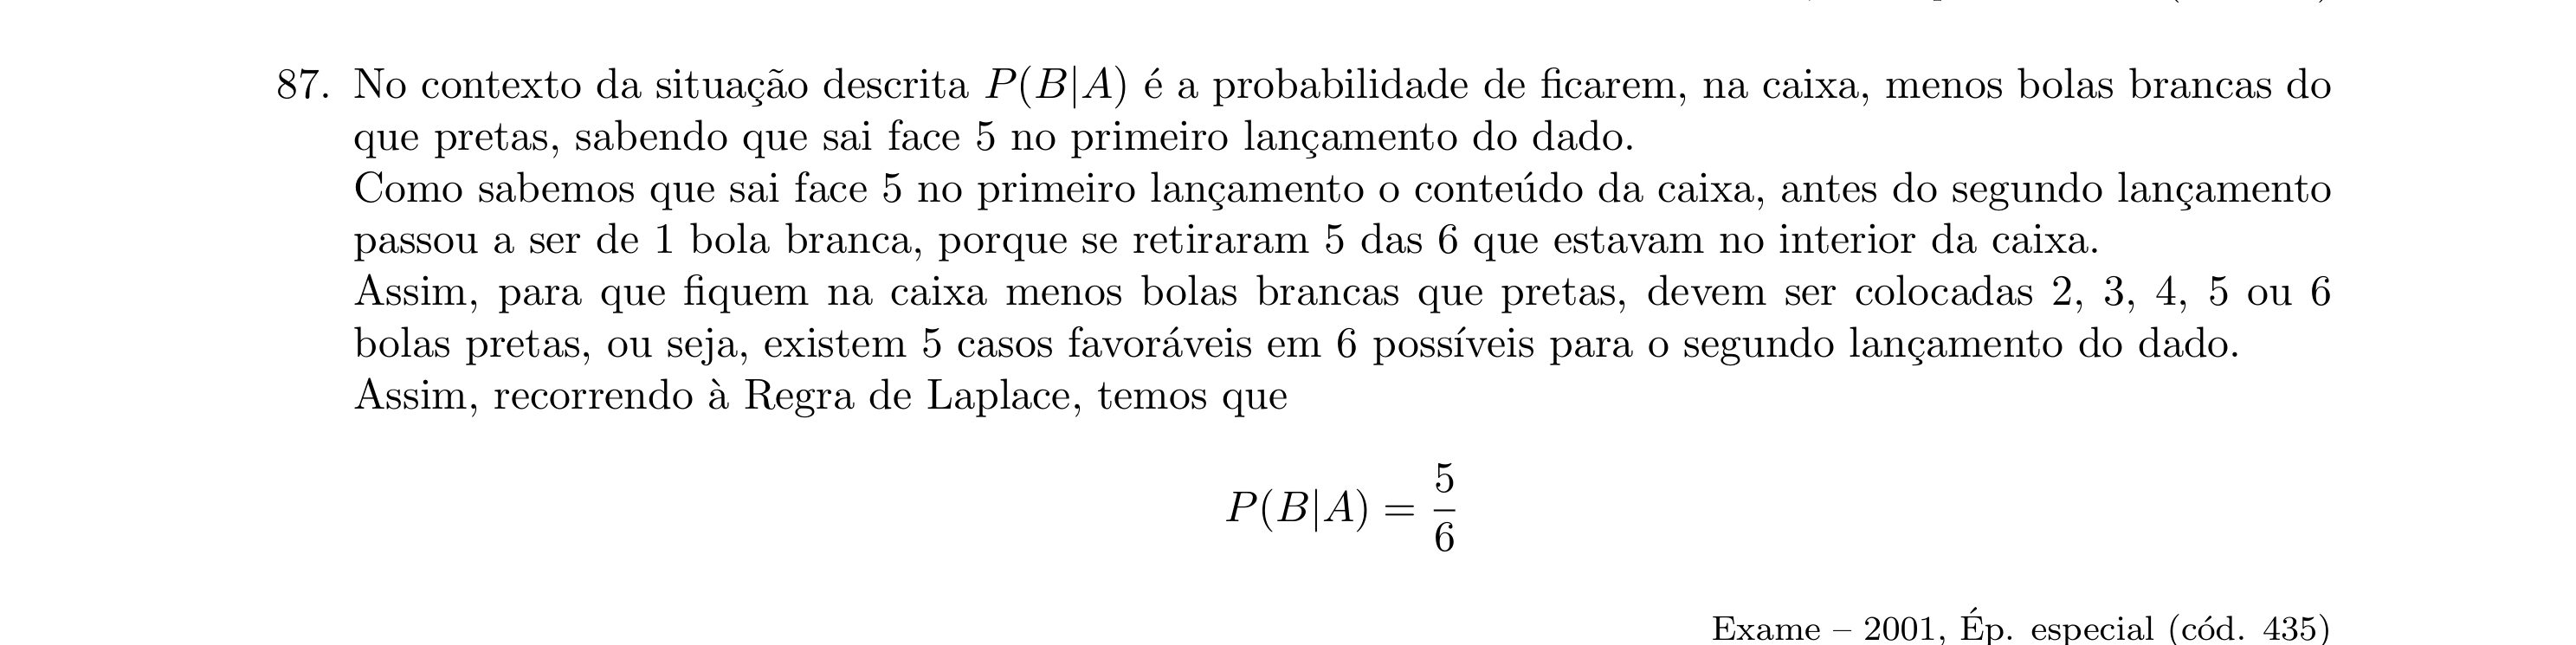 87. No contexto da situação descrita P(B|A) é a probabilidade de ficarem, na caixa, menos bolas brancas do
que pretas, sabendo que sai face 5 no primeiro lançamento do dado.
Como sabemos que sai face 5 no primeiro lançamento o conteúdo da caixa, antes do segundo lançamento
passou a ser de 1 bola branca, porque se retiraram 5 das 6 que estavam no interior da caixa.
Assim, para que fiquem na caixa menos bolas brancas que pretas, devem ser colocadas 2, 3, 4, 5 ou 6
bolas pretas, ou seja, existem 5 casos favoráveis em 6 possíveis para o segundo lançamento do dado.
Assim, recorrendo à Regra de Laplace, temos que
P(B|A) = 5/6
Exame – 2001, Ép. especial (cód. 435)